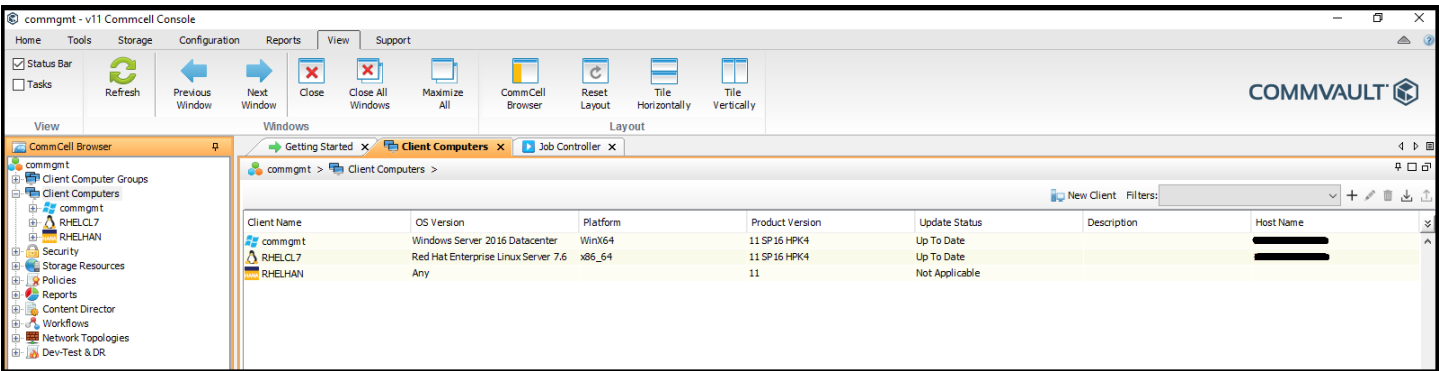 commgmt - v11 Commcell Console
Home Tools Storage Configuration Reports View Support
Status Bar
Tasks
Refresh
Previous Window
Next Window
Close
Close All Windows
Maximize All
CommCell Browser
Reset Layout
Tile Horizontally
Tile Vertically
COMMVAULT
View Windows Layout
CommCell Browser
Getting Started Client Computers Job Controller
commgmt
Client Computer Groups
Client Computers
commgmt
RHELCL7
RHELHAN
Security
Storage Resources
Policies
Reports
Content Director
Workflows
Network Topologies
Dev-Test & DR
commgmt > Client Computers >
New Client Filters:
Client Name OS Version Platform Product Version Update Status Description Host Name
commgmt Windows Server 2016 Datacenter WinX64 11 SP16 HPK4 Up To Date
RHELCL7 Red Hat Enterprise Linux Server 7.6 x86_64 11 SP16 HPK4 Up To Date
RHELHAN Any 11 Not Applicable